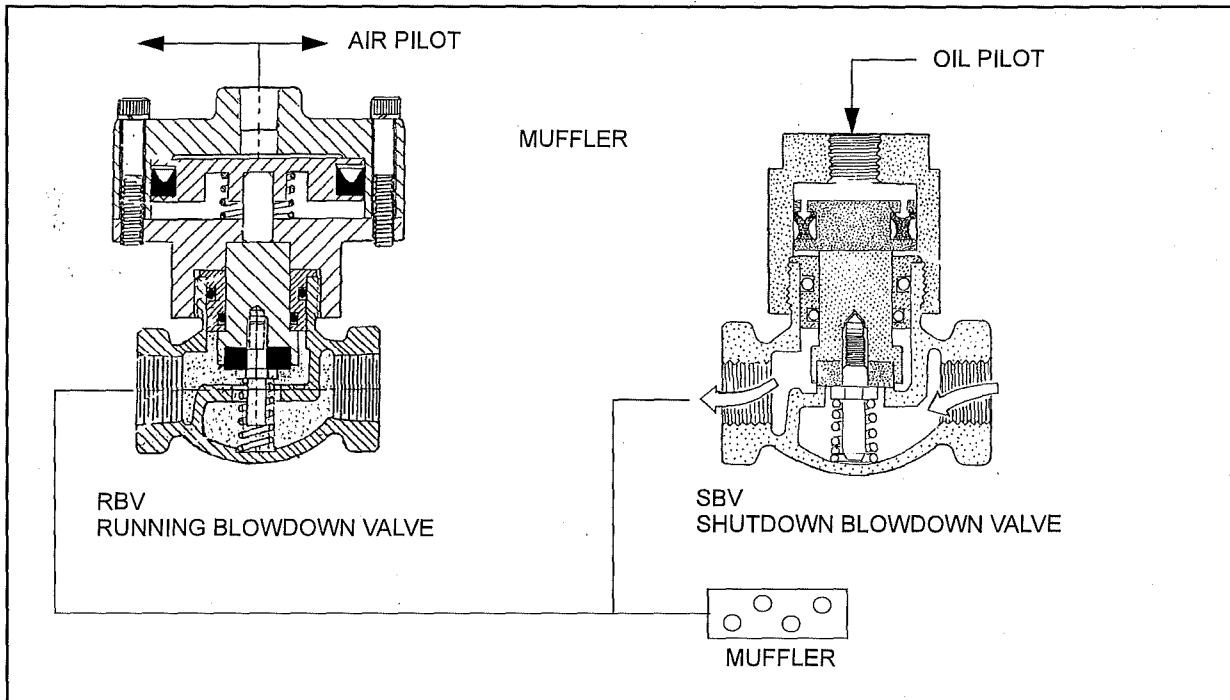 AIR PILOT
OIL PILOT
MUFFLER
RBV
RUNNING BLOWDOWN VALVE
SBV
SHUTDOWN BLOWDOWN VALVE
MUFFLER